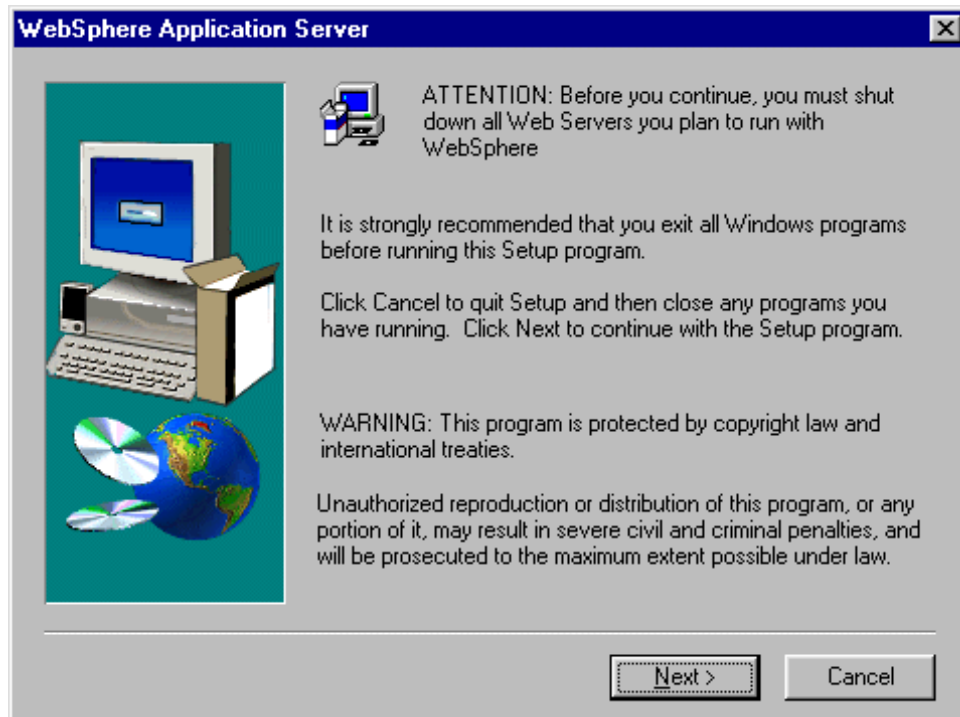 WebSphere Application Server
ATTENTION: Before you continue, you must shut
down all Web Servers you plan to run with
WebSphere
It is strongly recommended that you exit all Windows programs
before running this Setup program.
Click Cancel to quit Setup and then close any programs you
have running.  Click Next to continue with the Setup program.
WARNING: This program is protected by copyright law and
international treaties.
Unauthorized reproduction or distribution of this program, or any
portion of it, may result in severe civil and criminal penalties, and
will be prosecuted to the maximum extent possible under law.
Next >
Cancel